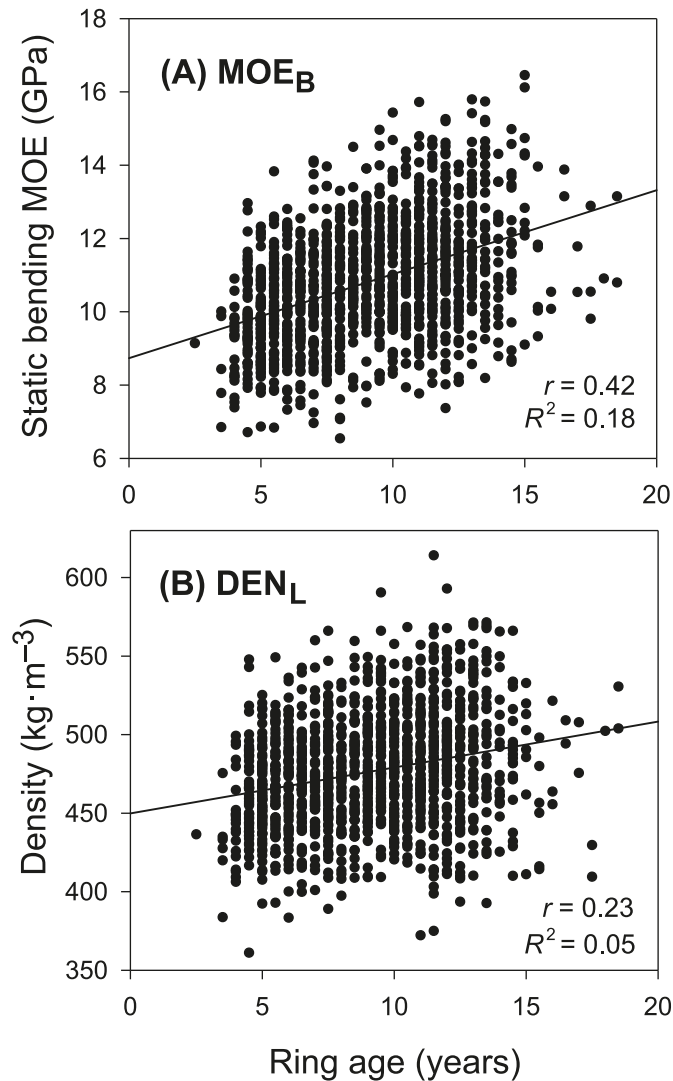 18
(A) MOE_B
16
14
12
10
8
6
Static bending MOE (GPa)
r = 0.42
R² = 0.18
0 5 10 15 20
600
(B) DEN_L
550
500
450
400
350
Density (kg·m⁻³)
r = 0.23
R² = 0.05
0 5 10 15 20
Ring age (years)